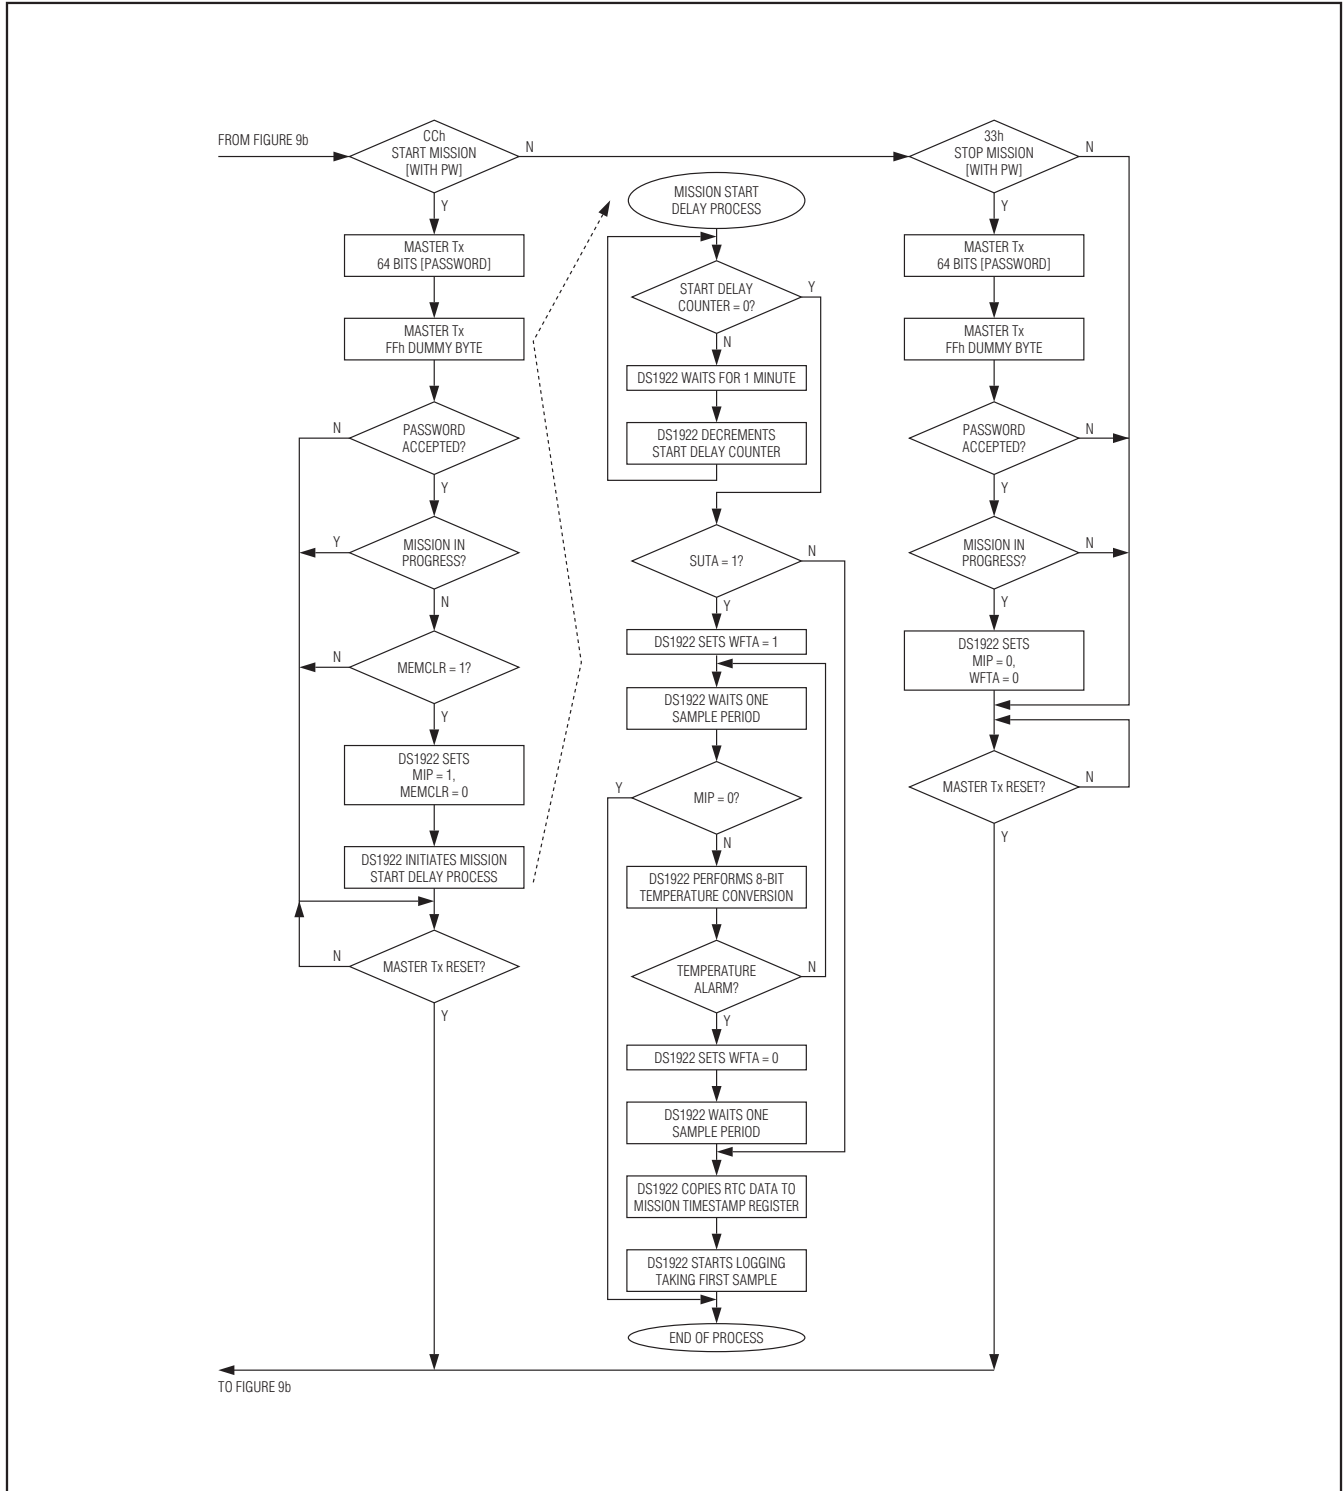 FROM FIGURE 9b
CCh
START MISSION
[WITH PW]
N
Y
MASTER Tx
64 BITS [PASSWORD]
MASTER Tx
FFh DUMMY BYTE
N
PASSWORD
ACCEPTED?
Y
Y
MISSION IN
PROGRESS?
N
N
MEMCLR = 1?
Y
DS1922 SETS
MIP = 1,
MEMCLR = 0
DS1922 INITIATES MISSION
START DELAY PROCESS
N
MASTER Tx RESET?
Y
MISSION START
DELAY PROCESS
START DELAY
COUNTER = 0?
Y
N
DS1922 WAITS FOR 1 MINUTE
DS1922 DECREMENTS
START DELAY COUNTER
SUTA = 1?
N
Y
DS1922 SETS WFTA = 1
DS1922 WAITS ONE
SAMPLE PERIOD
Y
MIP = 0?
N
DS1922 PERFORMS 8-BIT
TEMPERATURE CONVERSION
TEMPERATURE
ALARM?
N
Y
DS1922 SETS WFTA = 0
DS1922 WAITS ONE
SAMPLE PERIOD
DS1922 COPIES RTC DATA TO
MISSION TIMESTAMP REGISTER
DS1922 STARTS LOGGING
TAKING FIRST SAMPLE
END OF PROCESS
33h
STOP MISSION
[WITH PW]
N
Y
MASTER Tx
64 BITS [PASSWORD]
MASTER Tx
FFh DUMMY BYTE
PASSWORD
ACCEPTED?
N
Y
MISSION IN
PROGRESS?
N
Y
DS1922 SETS
MIP = 0,
WFTA = 0
MASTER Tx RESET?
N
Y
TO FIGURE 9b